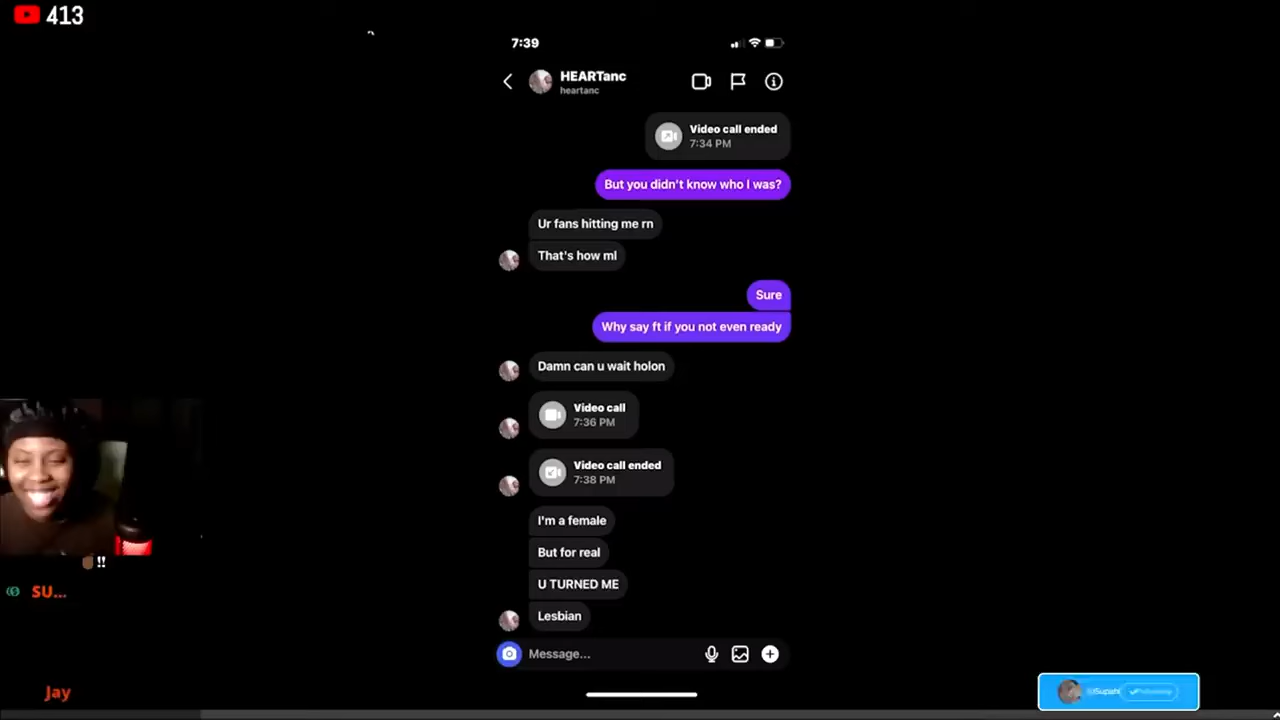 413
7:39
HEARTanc
heartanc
Video call ended
7:34 PM
But you didn't know who I was?
Ur fans hitting me rn
That's how ml
Sure
Why say ft if you not even ready
Damn can u wait holon
Video call
7:36 PM
Video call ended
7:38 PM
I'm a female
But for real
U TURNED ME
Lesbian
Message...
!!
SU...
Jay